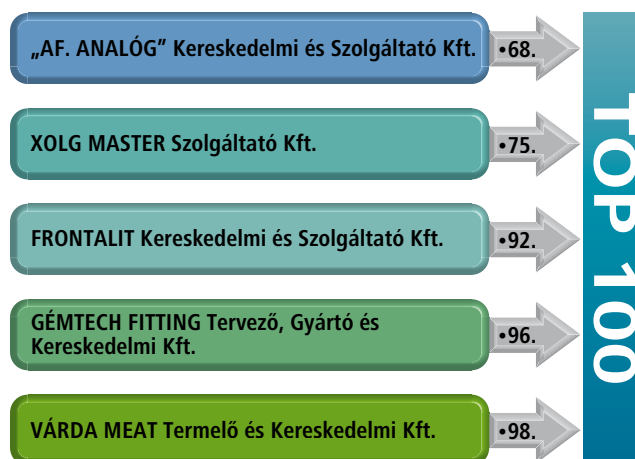 „AF. ANALÓG” Kereskedelmi és Szolgáltató Kft. •68.
XOLG MASTER Szolgáltató Kft. •75.
FRONTALIT Kereskedelmi és Szolgáltató Kft. •92.
GÉMTECH FITTING Tervező, Gyártó és
Kereskedelmi Kft. •96.
VÁRDA MEAT Termelő és Kereskedelmi Kft. •98.
TOP 100